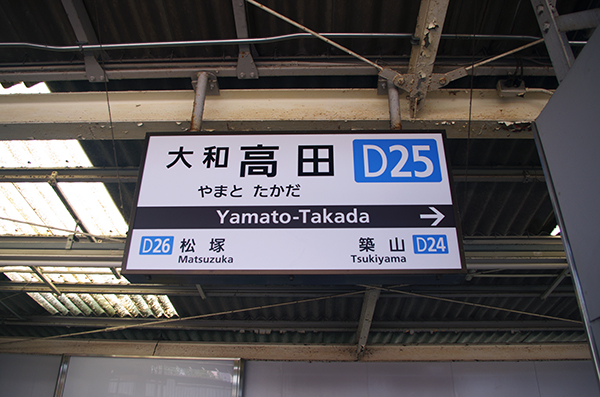 大和高田 D25
やまと たかだ
Yamato-Takada →
D26 松塚 築山 D24
Matsuzuka Tsukiyama